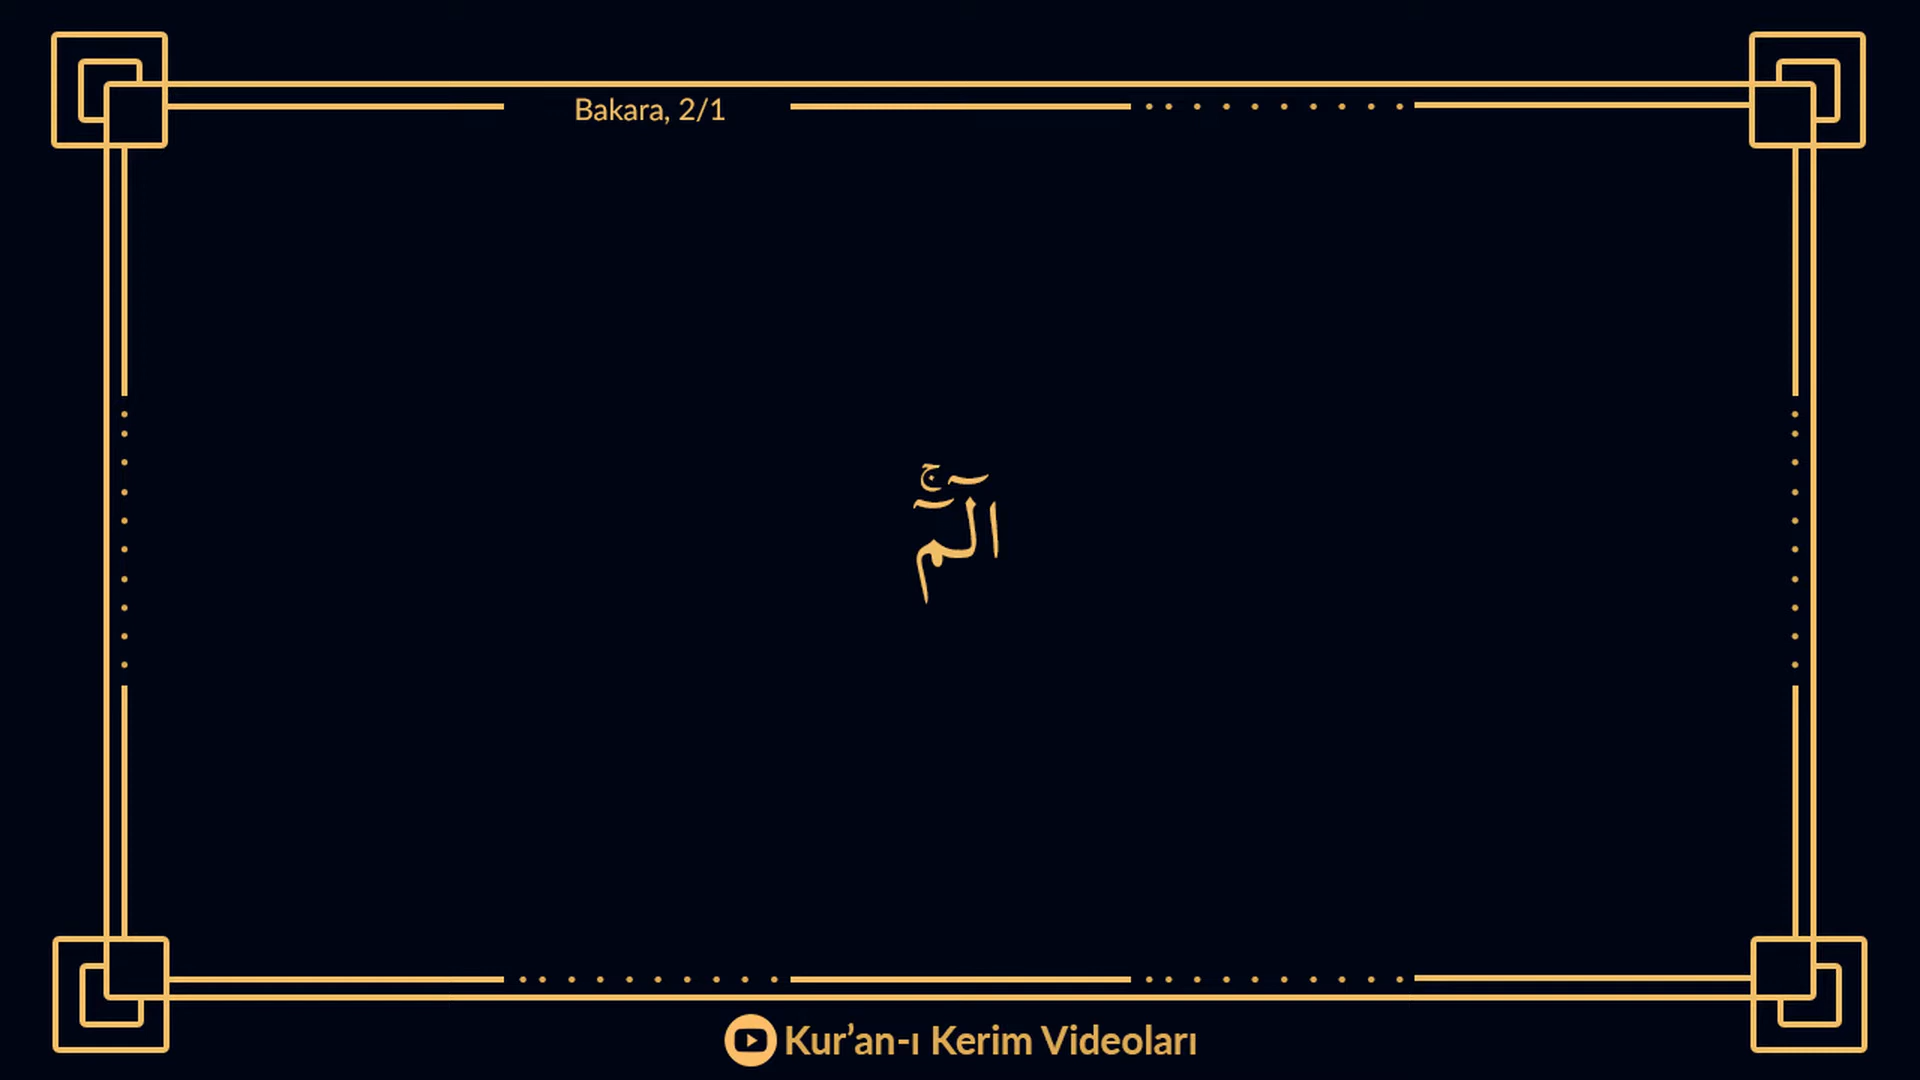 Bakara, 2/1
الٓمٓ ۚ
Kur’an-ı Kerim Videoları